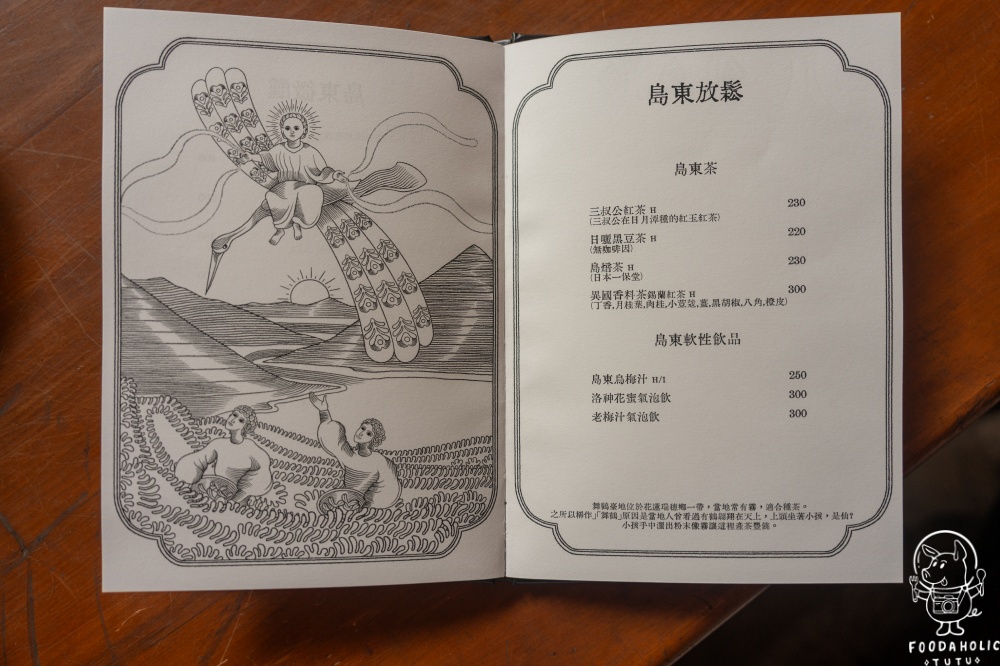 島東放鬆
島東茶
三叔公紅茶 H 230
(三叔公在日月潭種的紅玉紅茶)
日曬黑豆茶 H 220
(無咖啡因)
島焙茶 H 230
(日本一保堂)
異國香料茶 錫蘭紅茶 H 300
(丁香,月桂葉,肉桂,小荳蔻,薑,黑胡椒,八角,橙皮)
島東軟性飲品
島東烏梅汁 H/I 250
洛神花蜜氣泡飲 300
老梅汁氣泡飲 300
舞鶴臺地位於花蓮瑞穗鄉一帶，當地常有霧，適合種茶。
之所以稱作「舞鶴」原因是當地人曾看過有鶴翱翔在天上，上頭坐著小孩，是仙?
小孩手中灑出粉末像霧讓這裡產茶豐饒。
FOODAHOLIC
TUTU